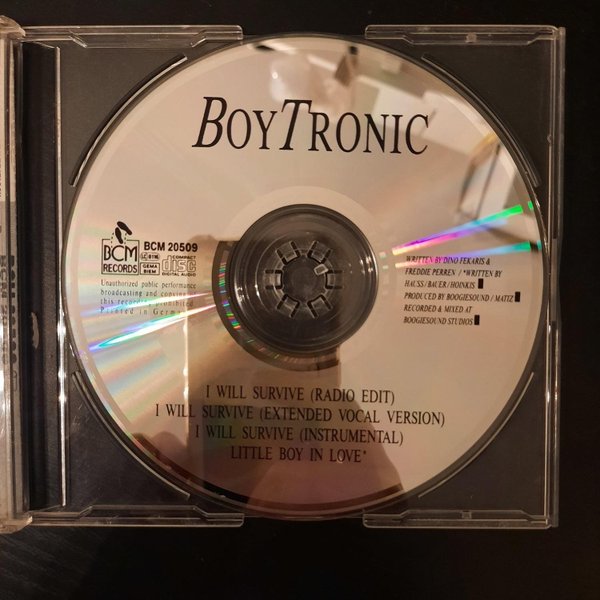 BOYTRONIC
BCM
RECORDS
BCM 20509
GEMA
BIEM
COMPACT
disc
DIGITAL AUDIO
Unauthorized public performance
broadcasting and copying
this record prohibited
Printed in Germany
WRITTEN BY DINO FEKARIS &
FREDDIE PERREN / *WRITTEN BY
HAUSS / BAUER / HOINKIS
PRODUCED BY BOOGIESOUND / MATIZ
RECORDED & MIXED AT
BOOGIESOUND STUDIOS
I WILL SURVIVE (RADIO EDIT)
I WILL SURVIVE (EXTENDED VOCAL VERSION)
I WILL SURVIVE (INSTRUMENTAL)
LITTLE BOY IN LOVE*